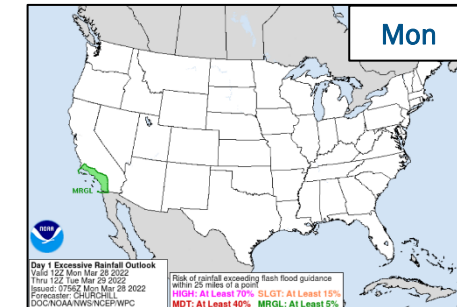 Mon
MRGL
NOAA
Day 1 Excessive Rainfall Outlook
Valid 12Z Mon Mar 28 2022
Thru 12Z Tue Mar 29 2022
Issued: 0756Z Mon Mar 28 2022
Forecaster: CHURCHILL
DOC/NOAA/NWS/NCEP/WPC
Risk of rainfall exceeding flash flood guidance
within 25 miles of a point
HIGH: At Least 70% SLGT: At Least 15%
MDT: At Least 40% MRGL: At Least 5%